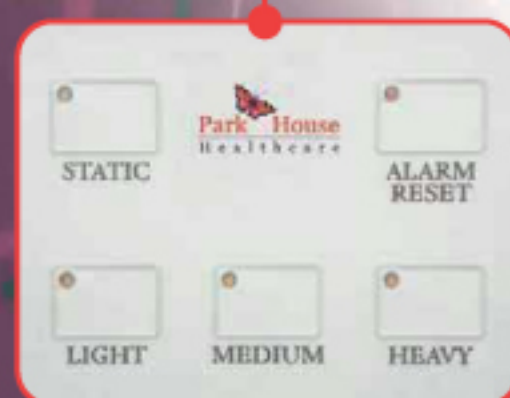 Park House
Healthcare
STATIC
ALARM
RESET
LIGHT
MEDIUM
HEAVY